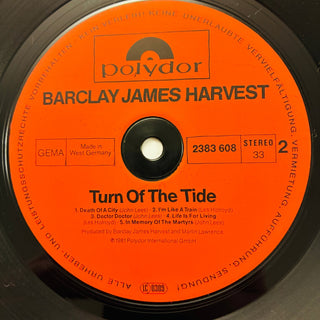 polydor
BARCLAY JAMES HARVEST
GEMA
Made in
West Germany
2383 608
STEREO
33
2
Turn Of The Tide
1. Death Of A City (John Lees) · 2. I'm Like A Train (Les Holroyd)
3. Doctor Doctor (John Lees) · 4. Life Is For Living
(Les Holroyd) · 5. In Memory Of The Martyrs (John Lees)
Produced by Barclay James Harvest and Martin Lawrence.
℗ 1981 Polydor International GmbH
LC 0309
ALLE URHEBER- UND LEISTUNGSSCHUTZRECHTE VORBEHALTEN · KEIN VERLEIH! KEINE UNERLAUBTE VERVIELFÄLTIGUNG, VERMIETUNG, AUFFÜHRUNG, SENDUNG!